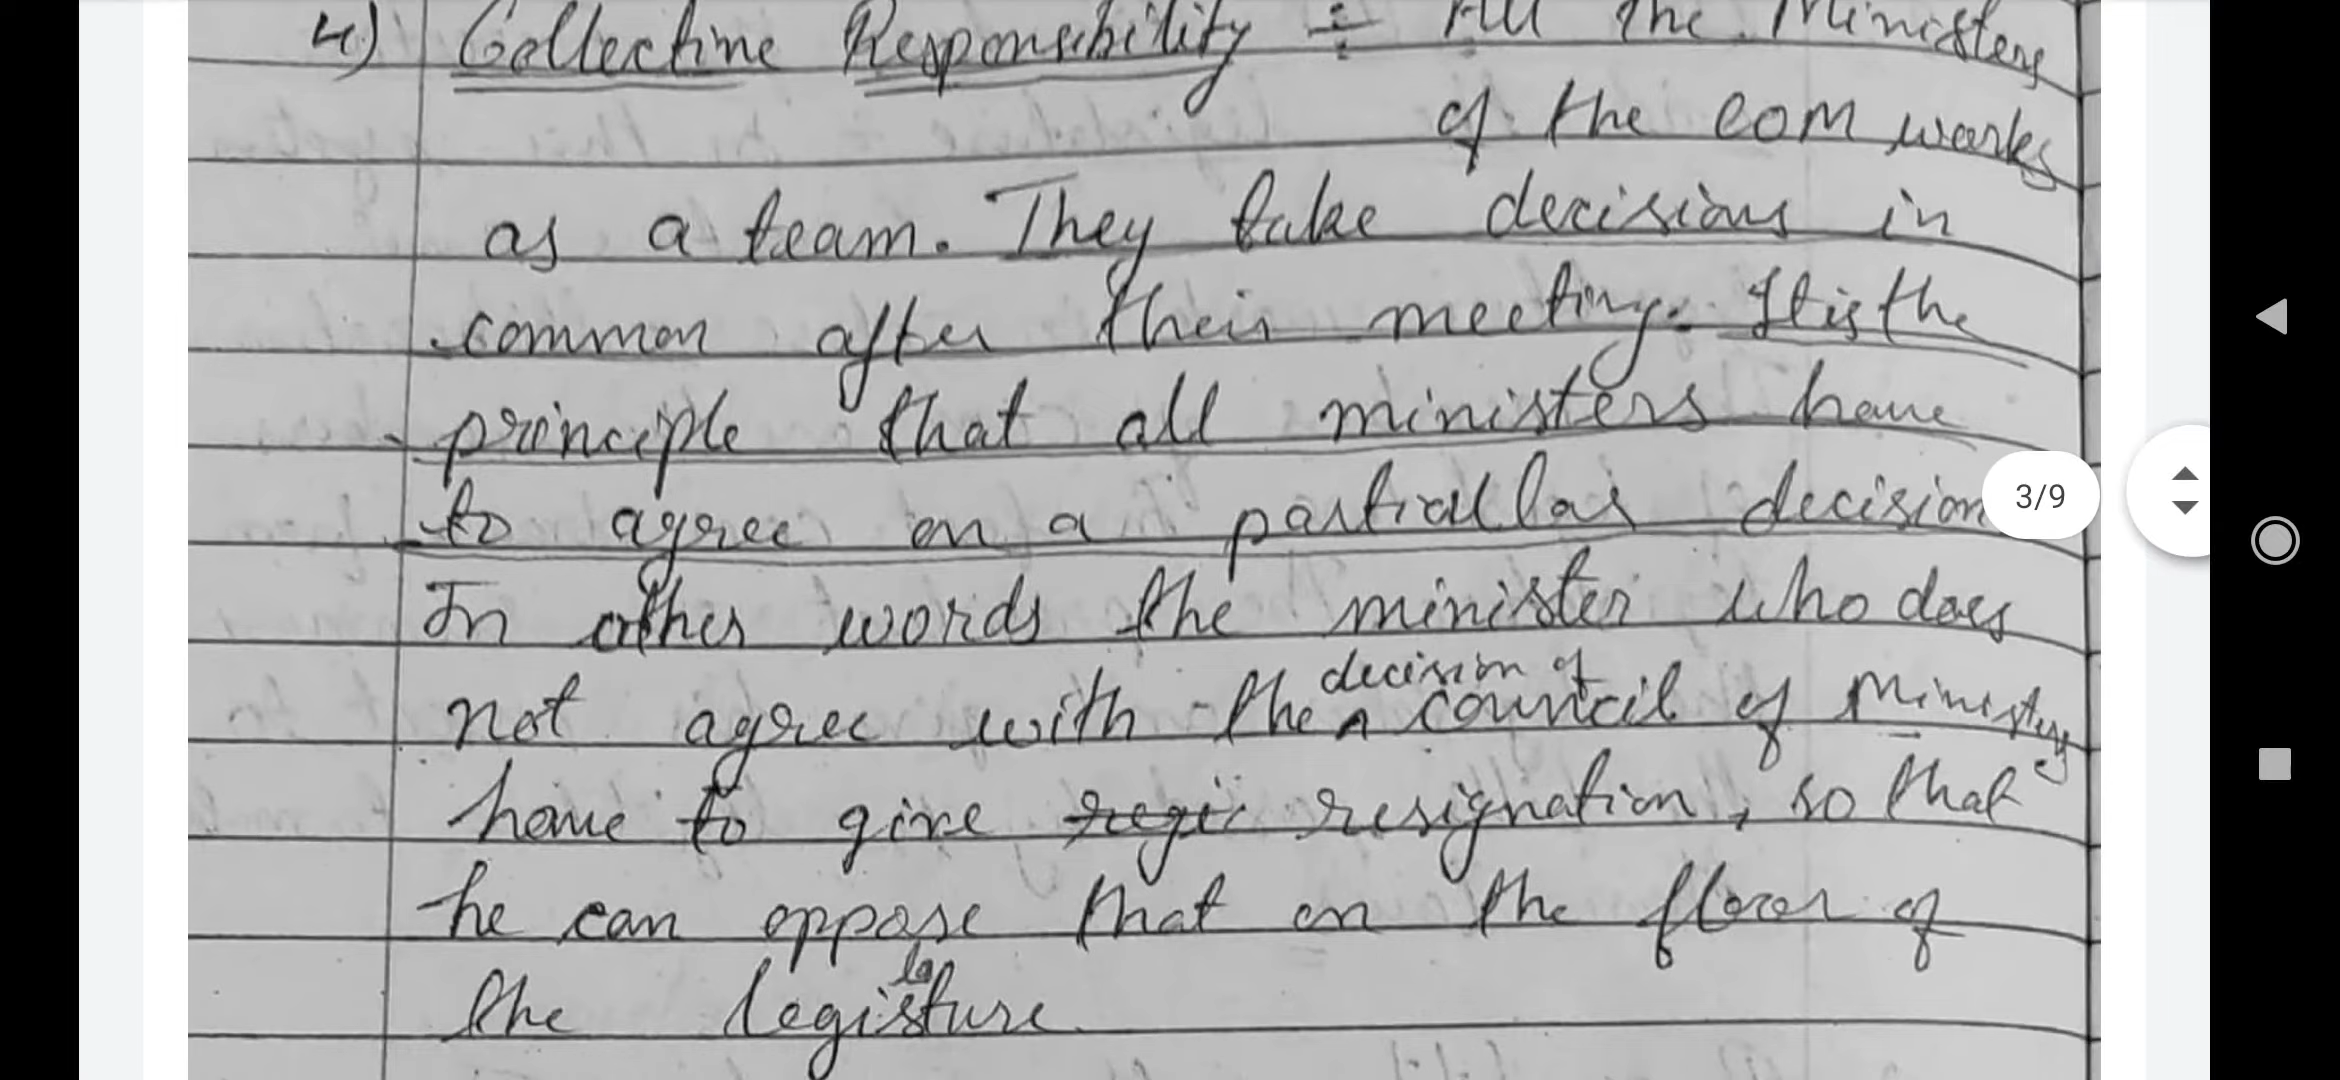 4) Collective Responsibility :- All the Ministers
of the COM works
as a team. They take decisions in
common after their meeting. It is the
principle that all ministers have
to agree on a particullar decision
In other words the minister who does
not agree with the decision of council of Ministers
have to give regi resignation, so that
he can oppose that on the floor of
the legislature
3/9